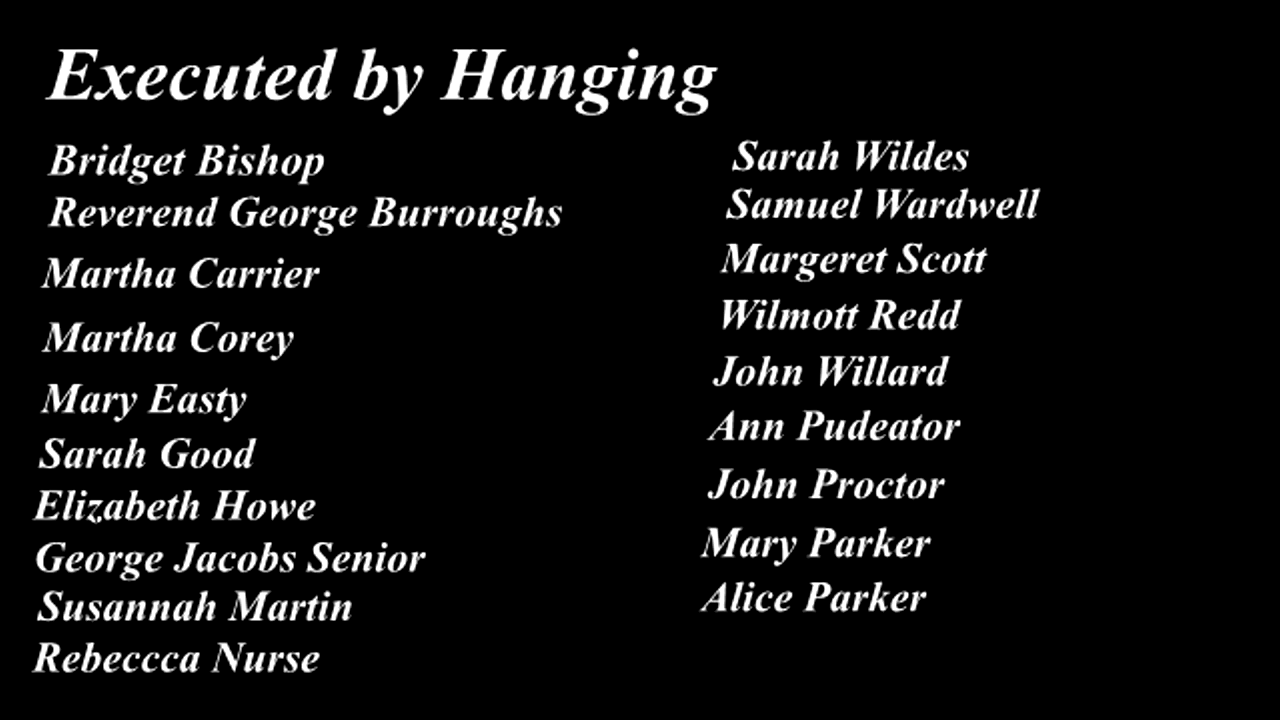 Executed by Hanging
Bridget Bishop
Reverend George Burroughs
Martha Carrier
Martha Corey
Mary Easty
Sarah Good
Elizabeth Howe
George Jacobs Senior
Susannah Martin
Rebeccca Nurse
Sarah Wildes
Samuel Wardwell
Margeret Scott
Wilmott Redd
John Willard
Ann Pudeator
John Proctor
Mary Parker
Alice Parker